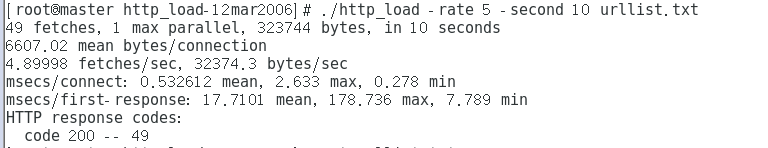 [root@master http_load-12mar2006]# ./http_load -rate 5 -second 10 urllist.txt
49 fetches, 1 max parallel, 323744 bytes, in 10 seconds
6607.02 mean bytes/connection
4.89998 fetches/sec, 32374.3 bytes/sec
msecs/connect: 0.532612 mean, 2.633 max, 0.278 min
msecs/first-response: 17.7101 mean, 178.736 max, 7.789 min
HTTP response codes:
  code 200 -- 49